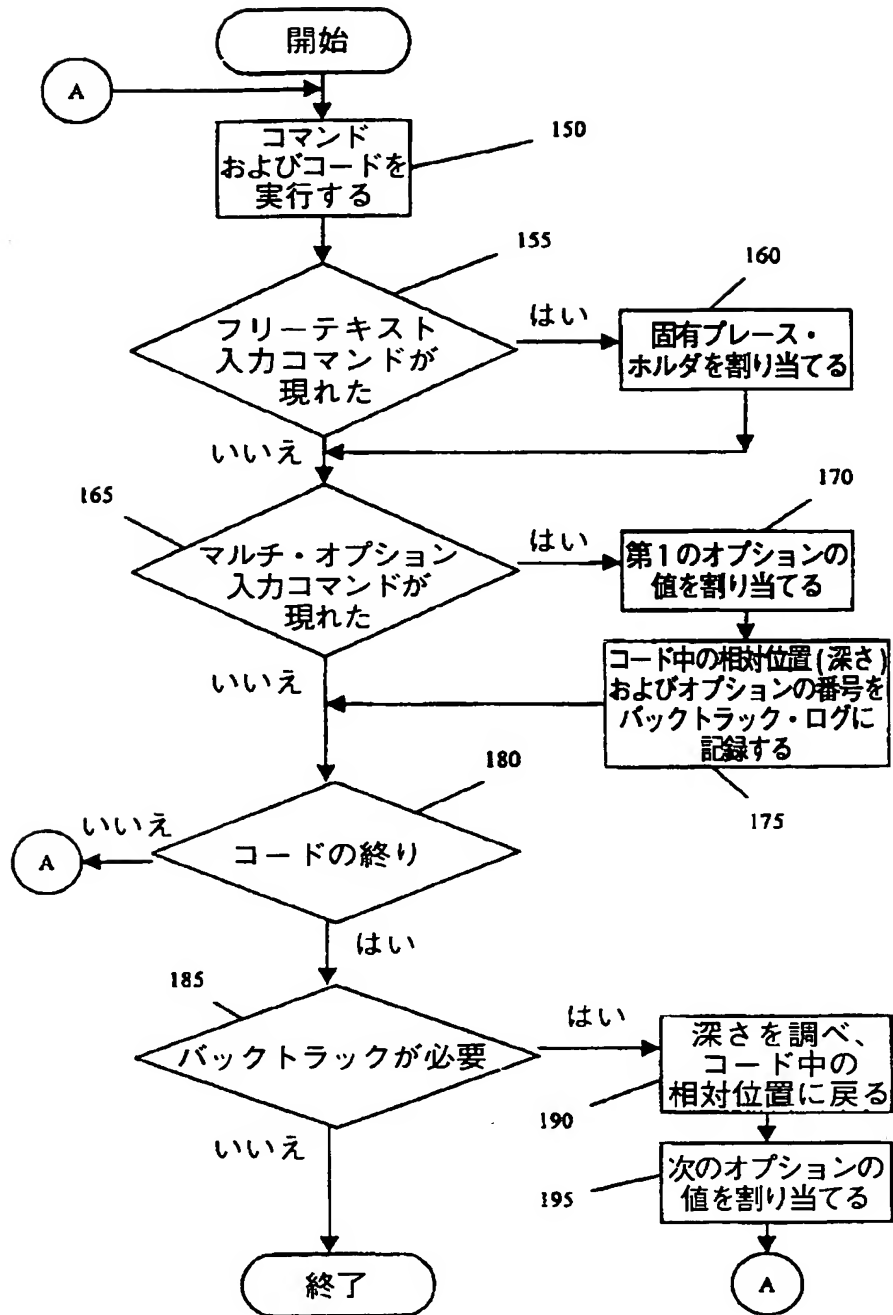 開始
A
コマンド
およびコードを
実行する
150
155
フリーテキスト
入力コマンドが
現れた
はい
160
固有プレース・
ホルダを割り当てる
いいえ
165
マルチ・オプション
入力コマンドが
現れた
はい
170
第1のオプションの
値を割り当てる
コード中の相対位置(深さ)
およびオプションの番号を
バックトラック・ログに
記録する
175
いいえ
180
コードの終り
いいえ
A
はい
185
バックトラックが必要
はい
深さを調べ、
コード中の
相対位置に戻る
190
次のオプションの
値を割り当てる
195
いいえ
終了
A